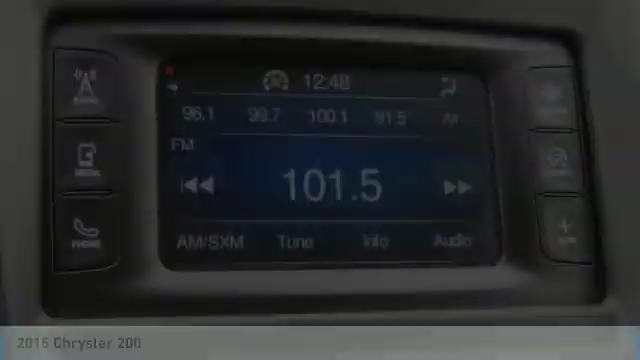 12:48
96.1 99.7 100.1 91.5 All
FM
101.5
AM/SXM Tune Info Audio
RADIO
MEDIA
PHONE
2015 Chrysler 200